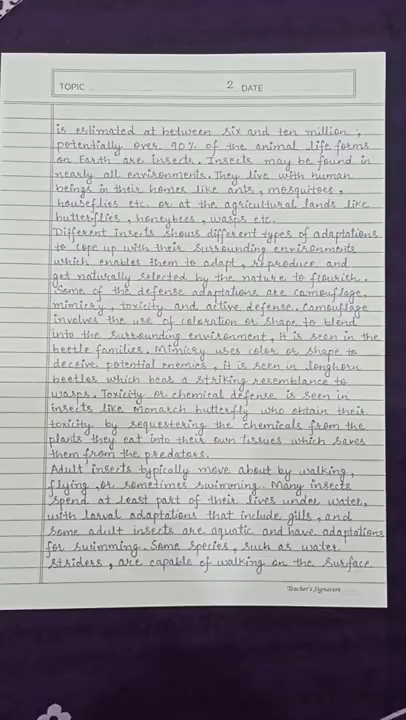 TOPIC 2 DATE
is estimated at between six and ten million ;
potentially over 90% of the animal life forms
on Earth are insects. Insects may be found in
nearly all environments. They live with human
beings in their homes like ants, mosquitoes,
houseflies etc. or at the agricultural lands like
butterflies, honeybees, wasps etc.
Different insects shows different types of adaptations
to cope up with their surrounding environments
which enables them to adapt, reproduce and
get naturally selected by the nature to flourish.
Some of the defense adaptations are camouflage,
mimicry, toxicity and active defense. Camouflage
involves the use of coloration or shape to blend
into the surrounding environment, it is seen in the
beetle families. Mimicry uses color or shape to
deceive potential enemies, it is seen in longhorn
beetles which bear a striking resemblance to
wasps. Toxicity or chemical defense is seen in
insects like Monarch butterfly who obtain their
toxicity by sequestering the chemicals from the
plants they eat into their own tissues which saves
them from the predators.
Adult insects typically move about by walking,
flying, or sometimes swimming. Many insects
spend at least part of their lives under water,
with larval adaptations that include gills, and
some adult insects are aquatic and have adaptations
for swimming. Some species, such as water
striders, are capable of walking on the surface
Teacher's Signature